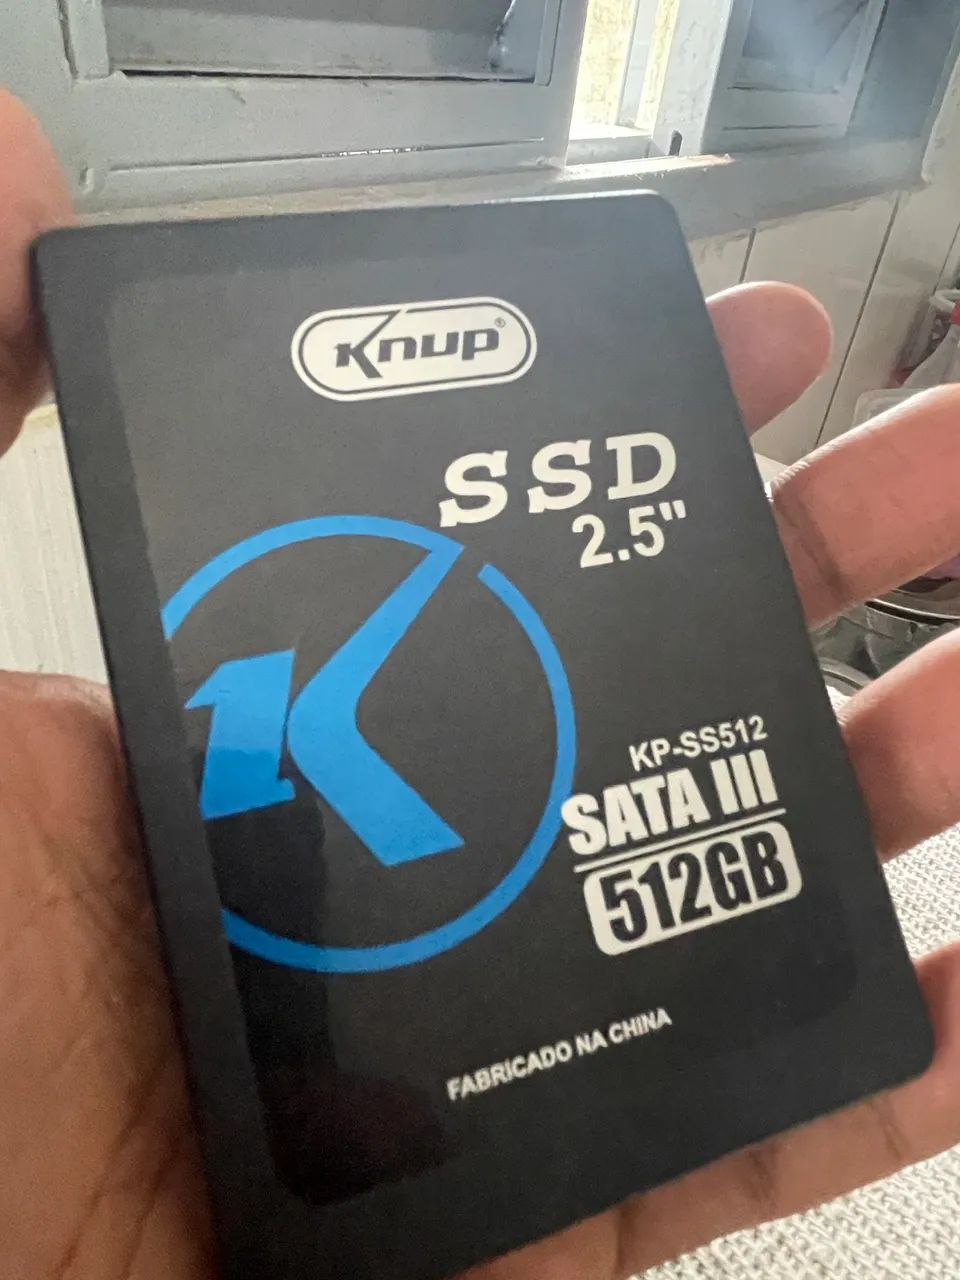 Knup®
SSD
2.5"
KP-SS512
SATA III
512GB
FABRICADO NA CHINA